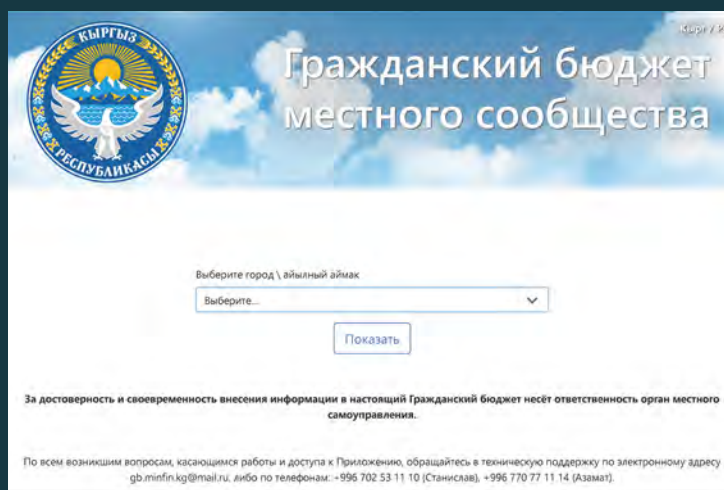 Кырг / Р
КЫРГЫЗ
РЕСПУБЛИКАСЫ
Гражданский бюджет
местного сообщества
Выберите город \ айылный аймак
Выберите...
Показать
За достоверность и своевременность внесения информации в настоящий Гражданский бюджет несёт ответственность орган местного
самоуправления.
По всем возникшим вопросам, касающимся работы и доступа к Приложению, обращайтесь в техническую поддержку по электронному адресу
gb.minfin.kg@mail.ru, либо по телефонам: +996 702 53 11 10 (Станислав), +996 770 77 11 14 (Азамат).